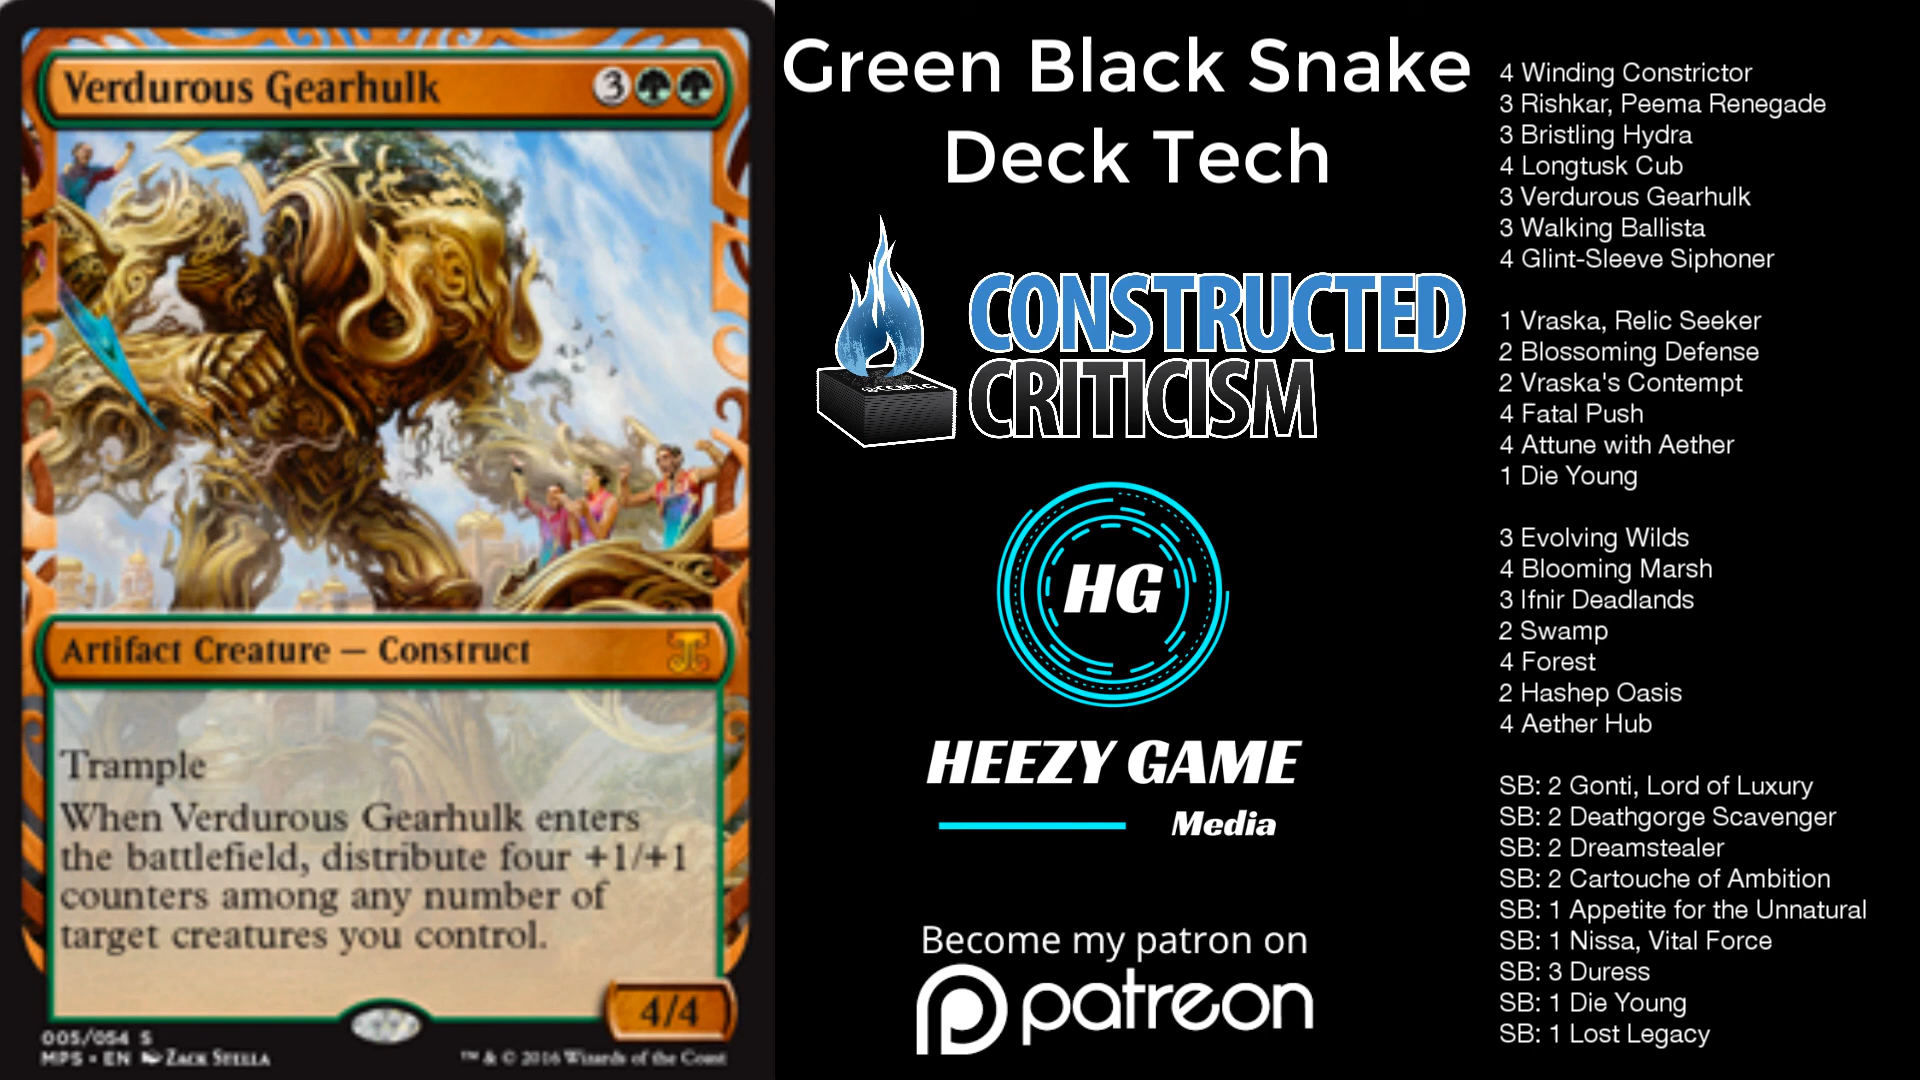 Verdurous Gearhulk 3
Artifact Creature — Construct
Trample
When Verdurous Gearhulk enters
the battlefield, distribute four +1/+1
counters among any number of
target creatures you control.
4/4
005/054 S
MPS • EN Zack Stella
™ & © 2016 Wizards of the Coast
Green Black Snake
Deck Tech
CONSTRUCTED
CRITICISM
HG
HEEZY GAME
Media
Become my patron on
patreon
4 Winding Constrictor
3 Rishkar, Peema Renegade
3 Bristling Hydra
4 Longtusk Cub
3 Verdurous Gearhulk
3 Walking Ballista
4 Glint-Sleeve Siphoner
1 Vraska, Relic Seeker
2 Blossoming Defense
2 Vraska's Contempt
4 Fatal Push
4 Attune with Aether
1 Die Young
3 Evolving Wilds
4 Blooming Marsh
3 Ifnir Deadlands
2 Swamp
4 Forest
2 Hashep Oasis
4 Aether Hub
SB: 2 Gonti, Lord of Luxury
SB: 2 Deathgorge Scavenger
SB: 2 Dreamstealer
SB: 2 Cartouche of Ambition
SB: 1 Appetite for the Unnatural
SB: 1 Nissa, Vital Force
SB: 3 Duress
SB: 1 Die Young
SB: 1 Lost Legacy